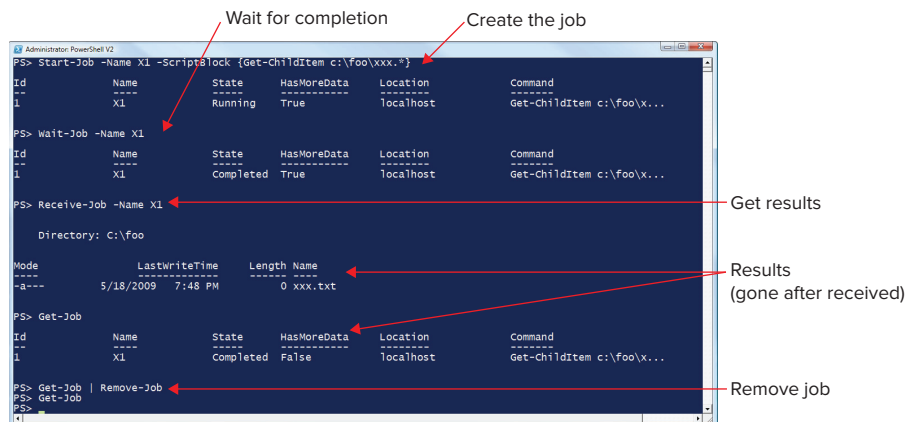 Wait for completion
Create the job
Administrator: PowerShell V2
PS> Start-Job -Name X1 -ScriptBlock {Get-ChildItem c:\foo\xxx.*}
Id Name State HasMoreData Location Command
-- ---- ----- ----------- -------- -------
1 X1 Running True localhost Get-ChildItem c:\foo\x...
PS> Wait-Job -Name X1
Id Name State HasMoreData Location Command
-- ---- ----- ----------- -------- -------
1 X1 Completed True localhost Get-ChildItem c:\foo\x...
PS> Receive-Job -Name X1
Get results
Directory: C:\foo
Mode LastWriteTime Length Name
---- ------------- ------ ----
-a--- 5/18/2009 7:48 PM 0 xxx.txt
Results
(gone after received)
PS> Get-Job
Id Name State HasMoreData Location Command
-- ---- ----- ----------- -------- -------
1 X1 Completed False localhost Get-ChildItem c:\foo\x...
PS> Get-Job | Remove-Job
Remove job
PS> Get-Job
PS> _